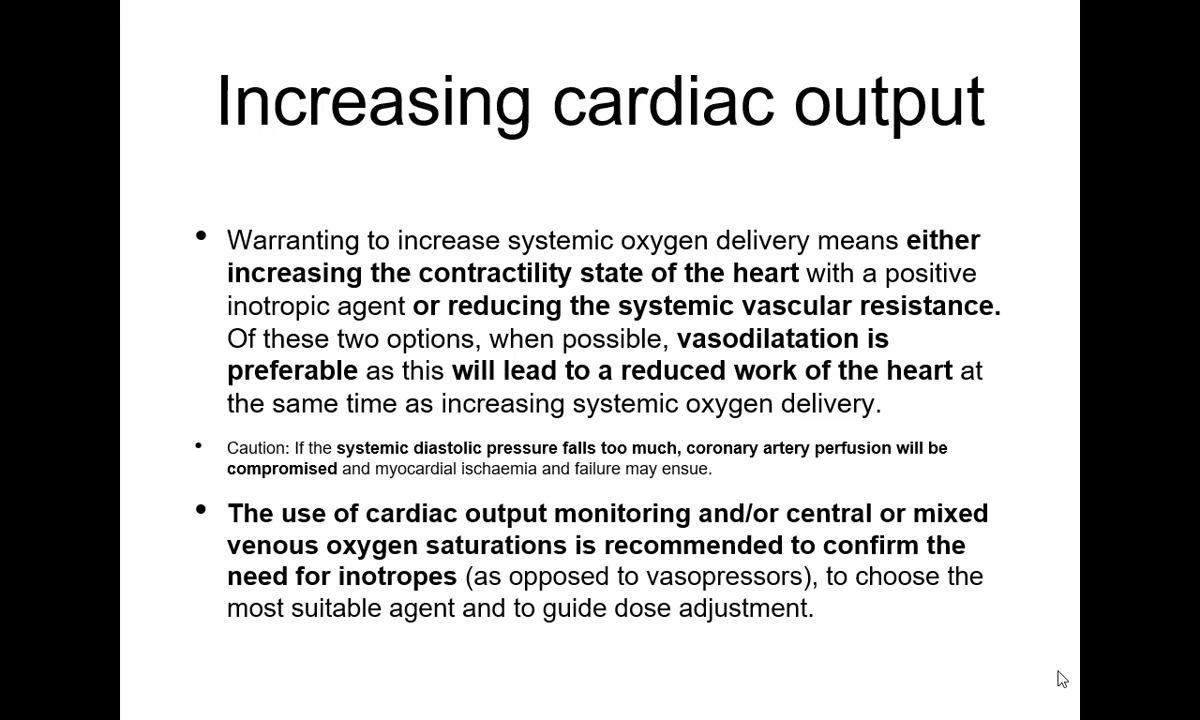 Increasing cardiac output
• Warranting to increase systemic oxygen delivery means either
increasing the contractility state of the heart with a positive
inotropic agent or reducing the systemic vascular resistance.
Of these two options, when possible, vasodilatation is
preferable as this will lead to a reduced work of the heart at
the same time as increasing systemic oxygen delivery.
• Caution: If the systemic diastolic pressure falls too much, coronary artery perfusion will be
compromised and myocardial ischaemia and failure may ensue.
• The use of cardiac output monitoring and/or central or mixed
venous oxygen saturations is recommended to confirm the
need for inotropes (as opposed to vasopressors), to choose the
most suitable agent and to guide dose adjustment.